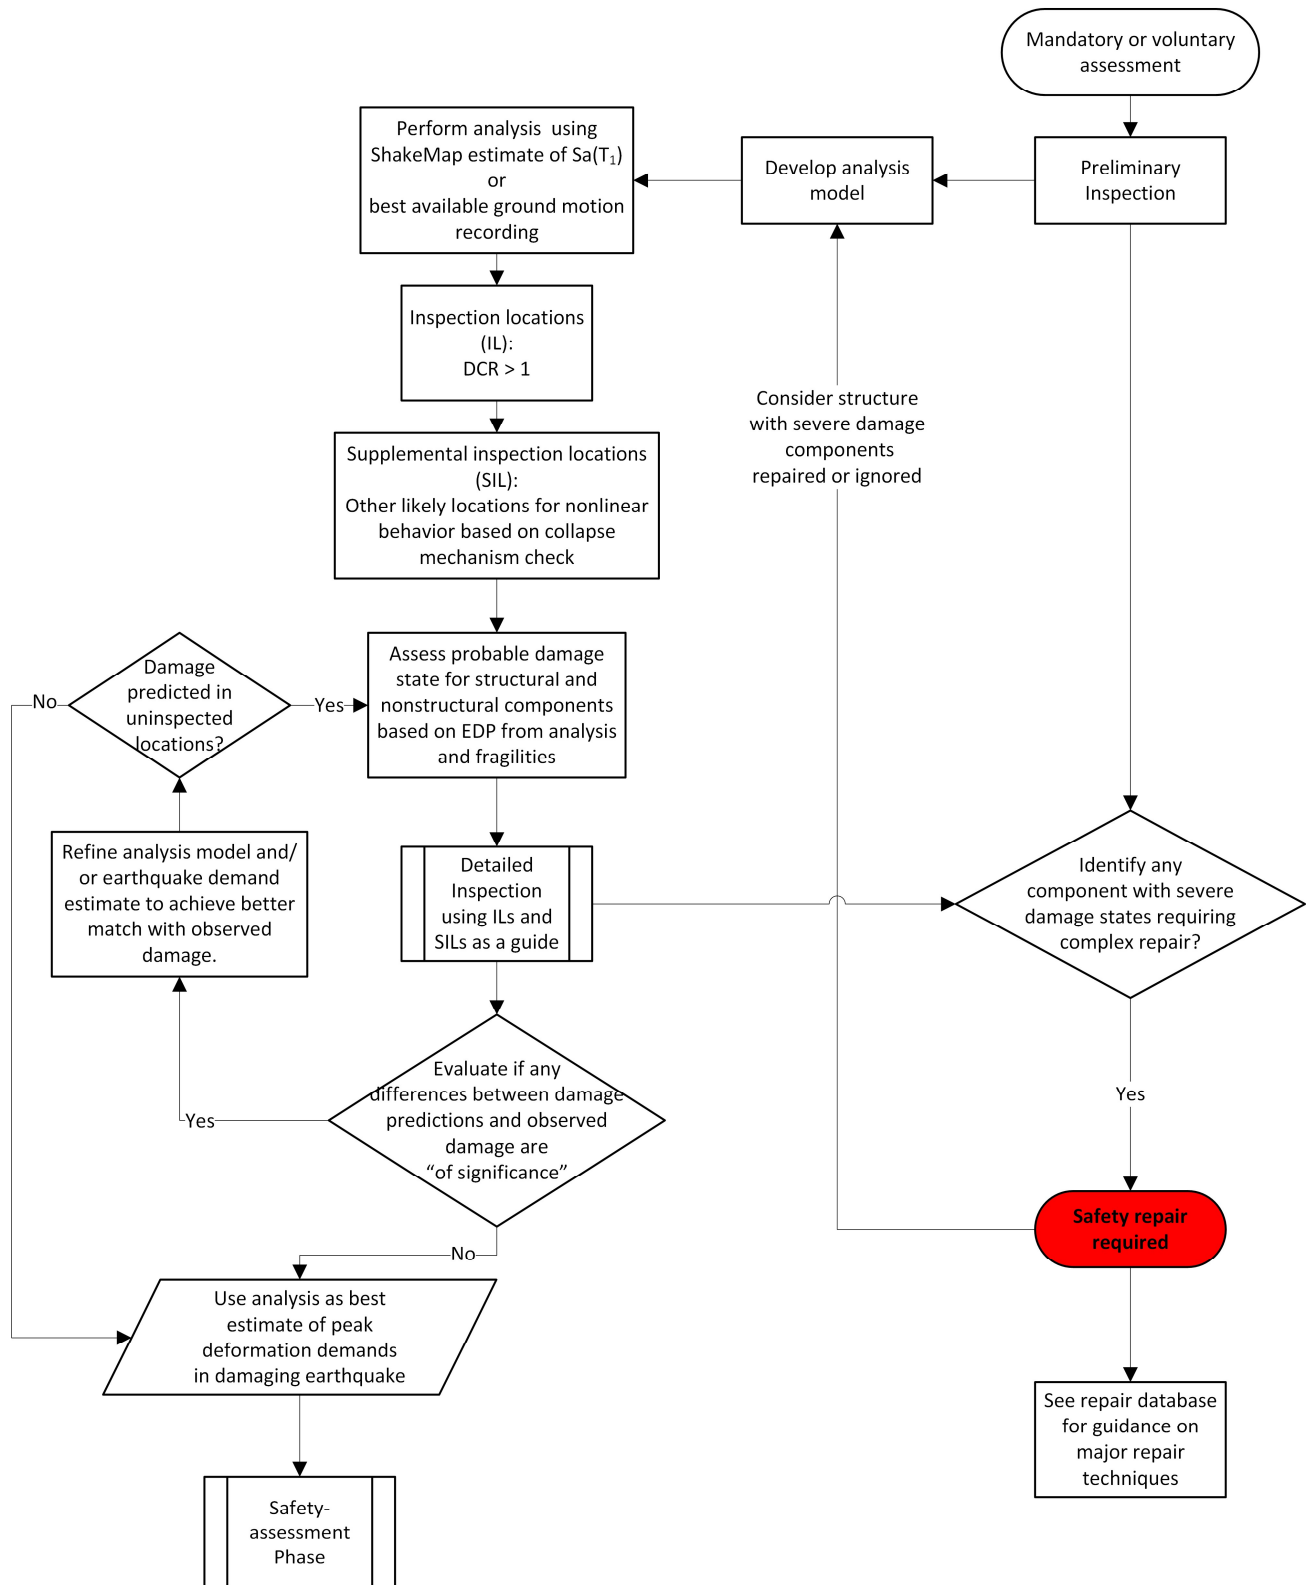 Mandatory or voluntary
assessment
Preliminary
Inspection
Develop analysis
model
Perform analysis using
ShakeMap estimate of Sa(T₁)
or
best available ground motion
recording
Inspection locations
(IL):
DCR > 1
Supplemental inspection locations
(SIL):
Other likely locations for nonlinear
behavior based on collapse
mechanism check
Consider structure
with severe damage
components
repaired or ignored
Damage
predicted in
uninspected
locations?
No
Yes
Assess probable damage
state for structural and
nonstructural components
based on EDP from analysis
and fragilities
Refine analysis model and/
or earthquake demand
estimate to achieve better
match with observed
damage.
Detailed
Inspection
using ILs and
SILs as a guide
Identify any
component with severe
damage states requiring
complex repair?
Evaluate if any
differences between damage
predictions and observed
damage are
“of significance”
Yes
Yes
No
Safety repair
required
Use analysis as best
estimate of peak
deformation demands
in damaging earthquake
See repair database
for guidance on
major repair
techniques
Safety-
assessment
Phase